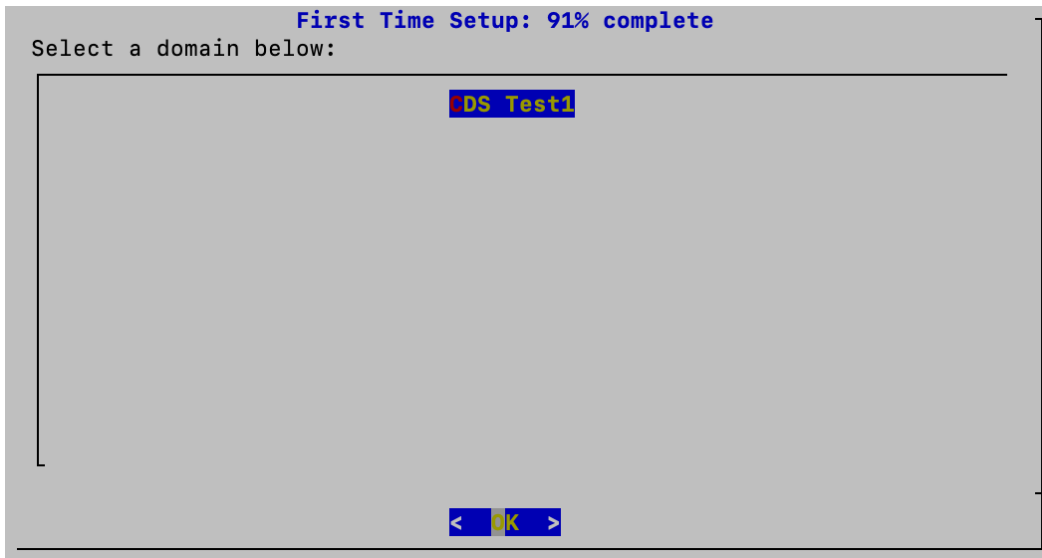 First Time Setup: 91% complete
Select a domain below:
CDS Test1
< OK >